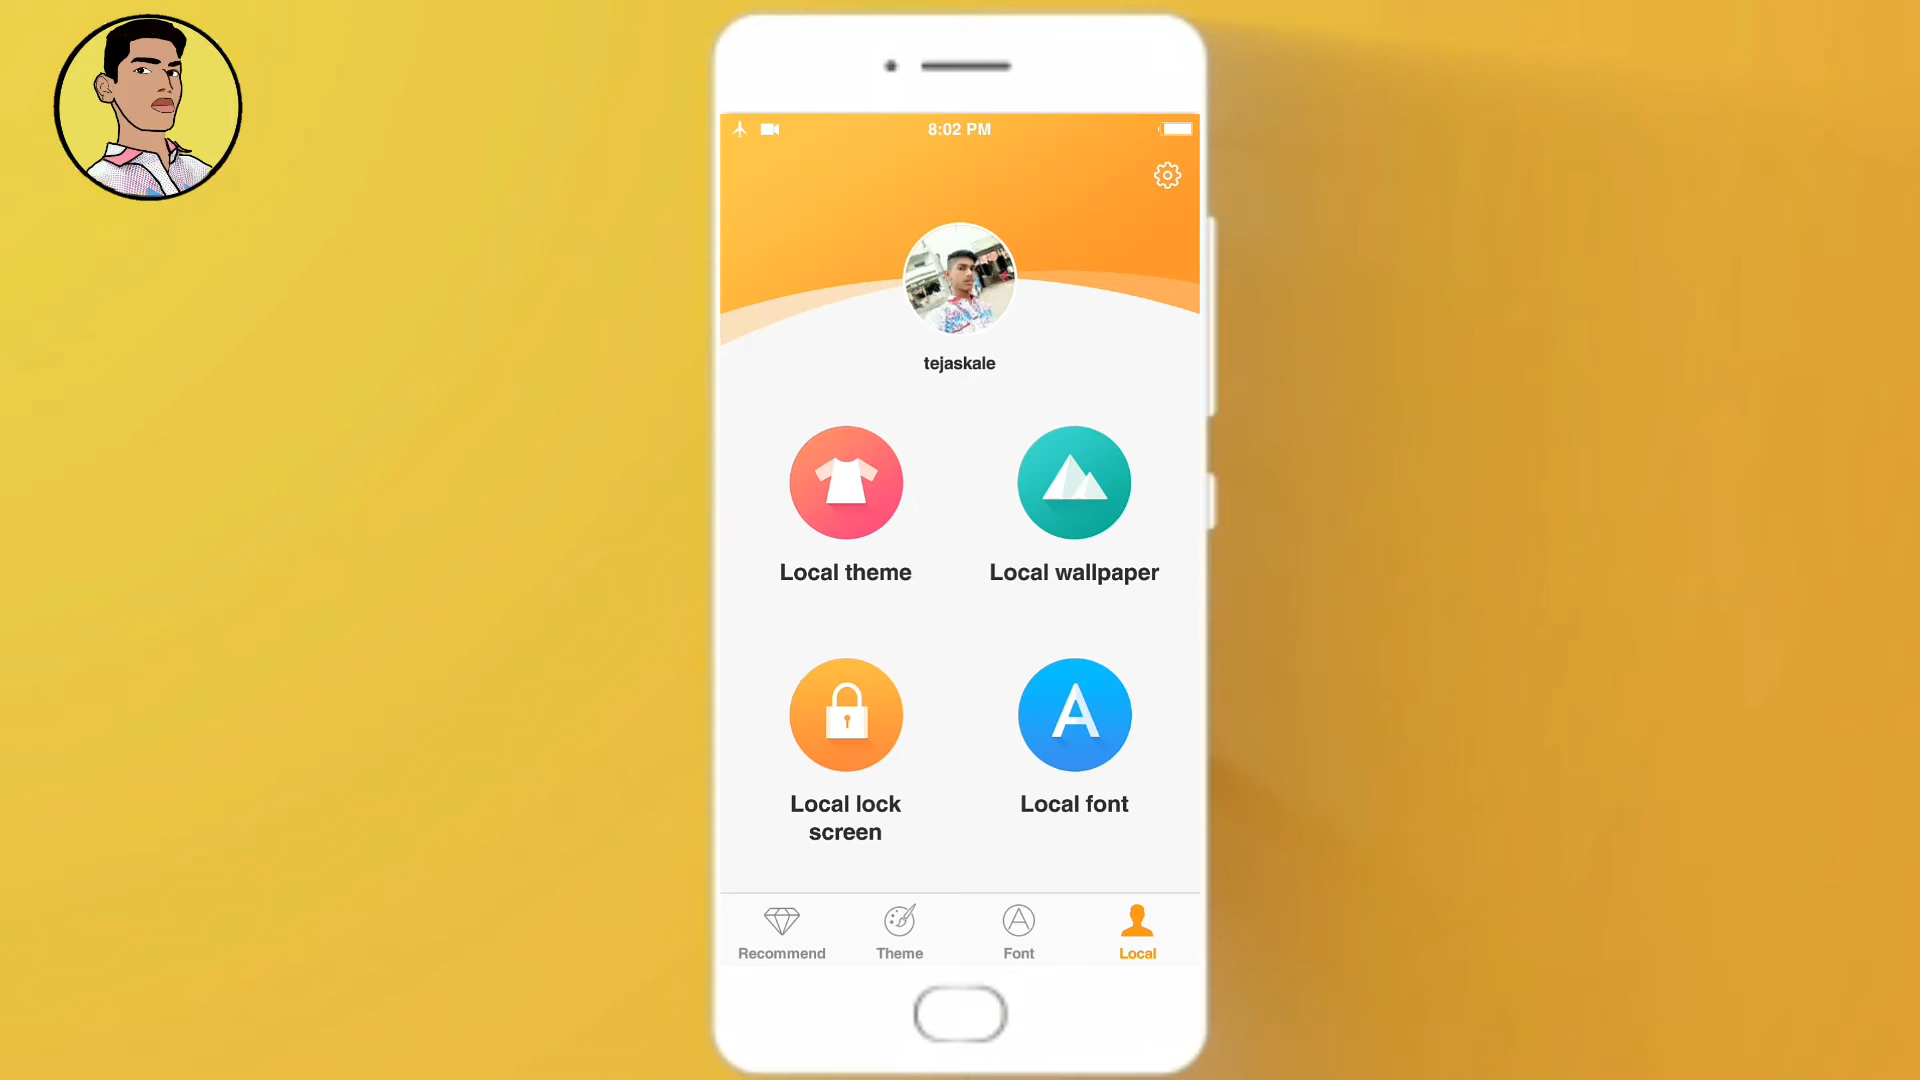 8:02 PM
tejaskale
Local theme
Local wallpaper
Local lock
screen
Local font
Recommend
Theme
Font
Local